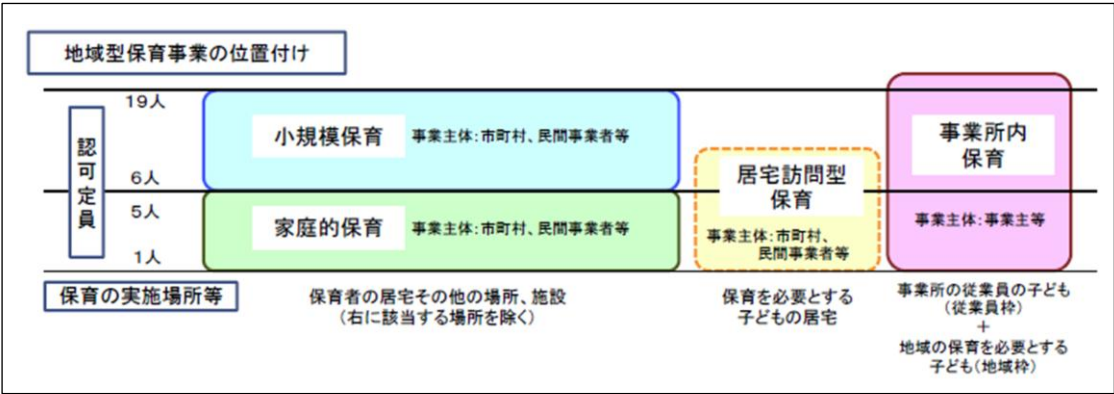 地域型保育事業の位置付け
認可定員
19人
6人
5人
1人
小規模保育
事業主体:市町村、民間事業者等
家庭的保育
事業主体:市町村、民間事業者等
居宅訪問型
保育
事業主体:市町村、
民間事業者等
事業所内
保育
事業主体:事業主等
保育の実施場所等
保育者の居宅その他の場所、施設
(右に該当する場所を除く)
保育を必要とする
子どもの居宅
事業所の従業員の子ども
(従業員枠)
+
地域の保育を必要とする
子ども(地域枠)